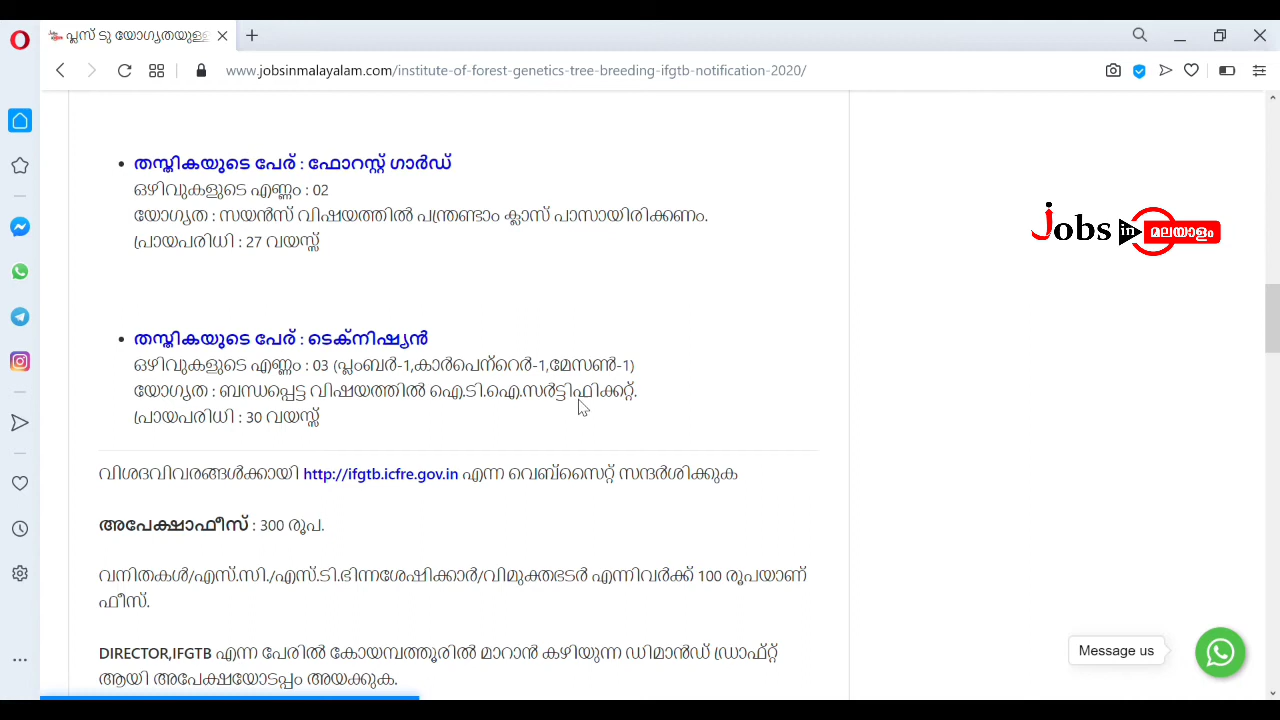 പ്ലസ് ടു യോഗ്യതയുള്ള
www.jobsinmalayalam.com/institute-of-forest-genetics-tree-breeding-ifgtb-notification-2020/
തസ്തികയുടെ പേര് : ഫോറസ്റ്റ് ഗാർഡ്
ഒഴിവുകളുടെ എണ്ണം : 02
യോഗ്യത : സയൻസ് വിഷയത്തിൽ പന്ത്രണ്ടാം ക്ലാസ് പാസായിരിക്കണം.
പ്രായപരിധി : 27 വയസ്സ്
Jobs in മലയാളം
തസ്തികയുടെ പേര് : ടെക്നിഷ്യൻ
ഒഴിവുകളുടെ എണ്ണം : 03 (പ്ലംബർ-1,കാർപെന്റെർ-1,മേസൺ-1)
യോഗ്യത : ബന്ധപ്പെട്ട വിഷയത്തിൽ ഐ.ടി.ഐ.സർട്ടിഫിക്കറ്റ്.
പ്രായപരിധി : 30 വയസ്സ്
വിശദവിവരങ്ങൾക്കായി http://ifgtb.icfre.gov.in എന്ന വെബ്സൈറ്റ് സന്ദർശിക്കുക
അപേക്ഷാഫീസ് : 300 രൂപ.
വനിതകൾ/എസ്.സി./എസ്.ടി.ഭിന്നശേഷിക്കാർ/വിമുക്തഭടർ എന്നിവർക്ക് 100 രൂപയാണ്
ഫീസ്.
DIRECTOR,IFGTB എന്ന പേരിൽ കോയമ്പത്തൂരിൽ മാറാൻ കഴിയുന്ന ഡിമാൻഡ് ഡ്രാഫ്റ്റ്
ആയി അപേക്ഷയോടപ്പം അയക്കുക.
Message us